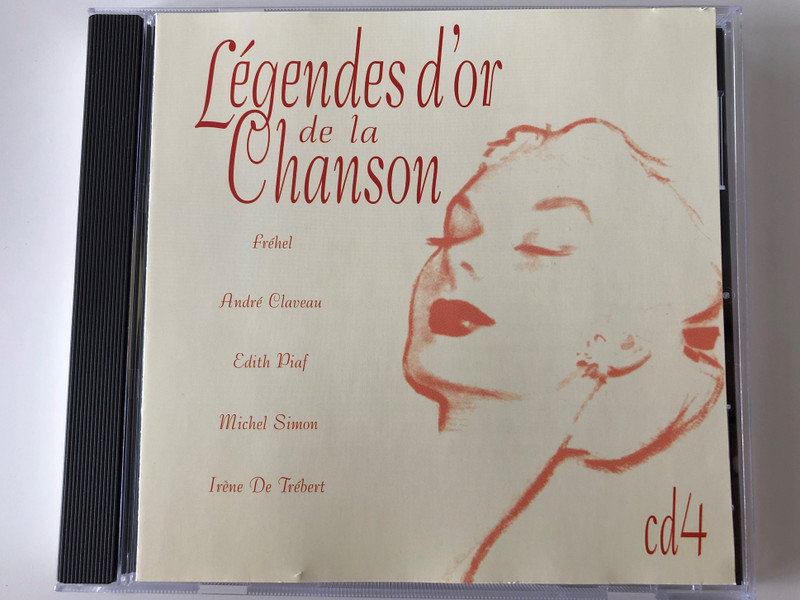 Légendes d'or
de la
Chanson
Fréhel
André Claveau
Edith Piaf
Michel Simon
Irène De Trébert
cd4